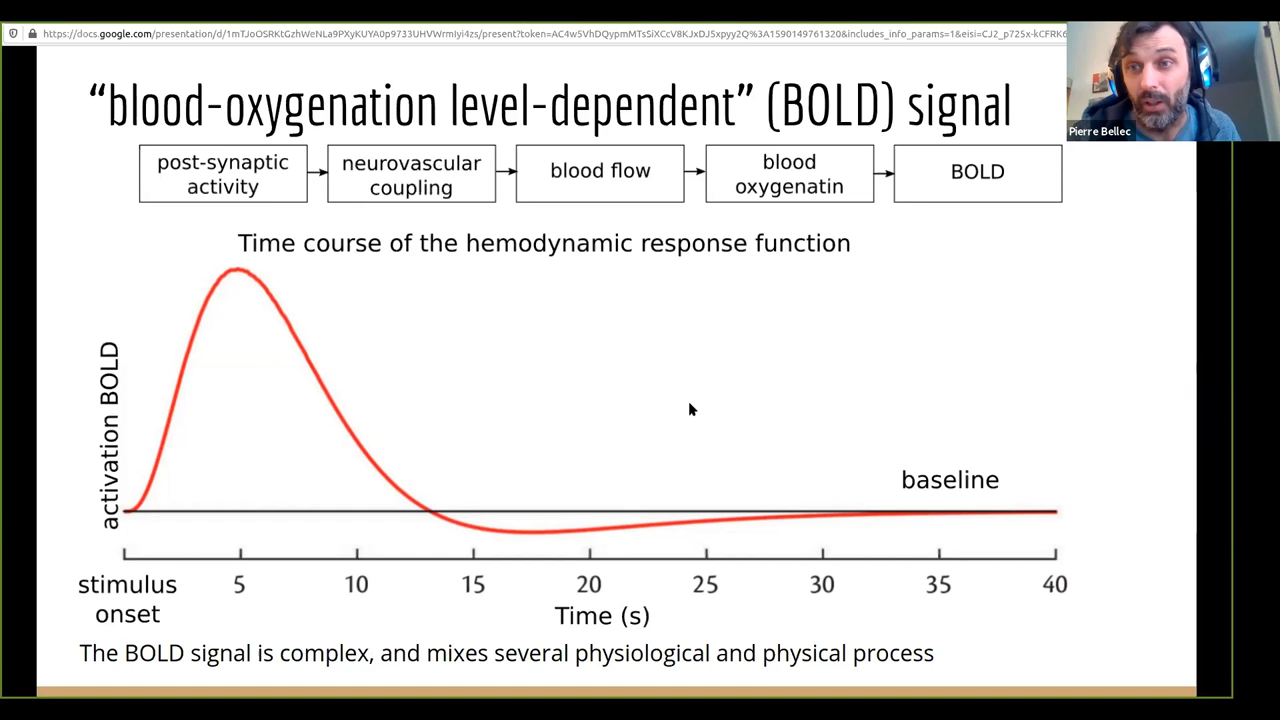 https://docs.google.com/presentation/d/1mTJoOSRKtGzhWeNLa9PXyKUYA0p9733UHVWrmIyi4zs/present?token=AC4w5VhDQypmMTsSiXCcV8KJxDJ5xpyy2Q%3A1590149761320&includes_info_params=1&eisi=CJ2_p725x-kCFRK6
Pierre Bellec
“blood-oxygenation level-dependent” (BOLD) signal
post-synaptic
activity
neurovascular
coupling
blood flow
blood
oxygenatin
BOLD
Time course of the hemodynamic response function
activation BOLD
baseline
stimulus
onset
5 10 15 20 25 30 35 40
Time (s)
The BOLD signal is complex, and mixes several physiological and physical process